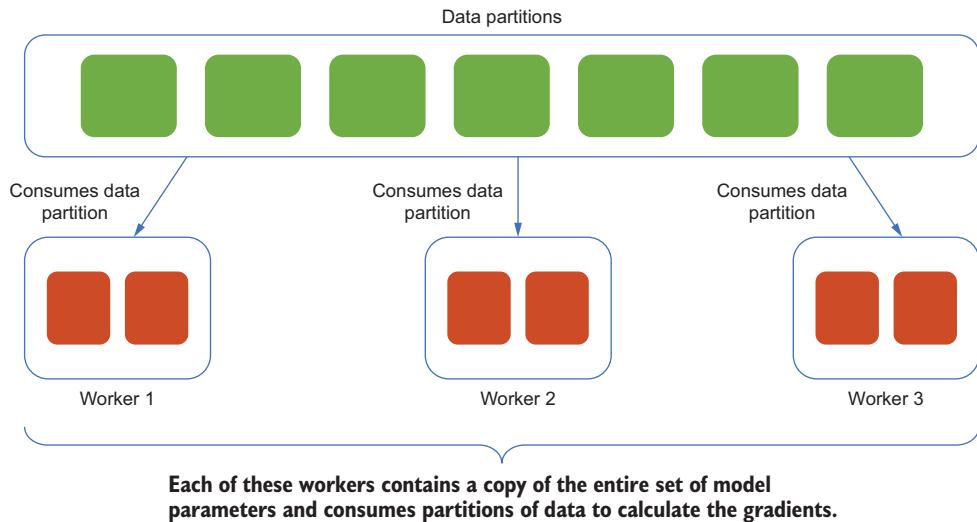 Data partitions
Consumes data
partition
Consumes data
partition
Consumes data
partition
Worker 1
Worker 2
Worker 3
Each of these workers contains a copy of the entire set of model
parameters and consumes partitions of data to calculate the gradients.